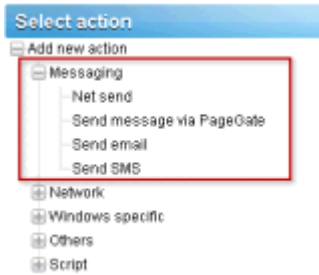 Select action
Add new action
Messaging
Net send
Send message via PageGate
Send email
Send SMS
Network
Windows specific
Others
Script